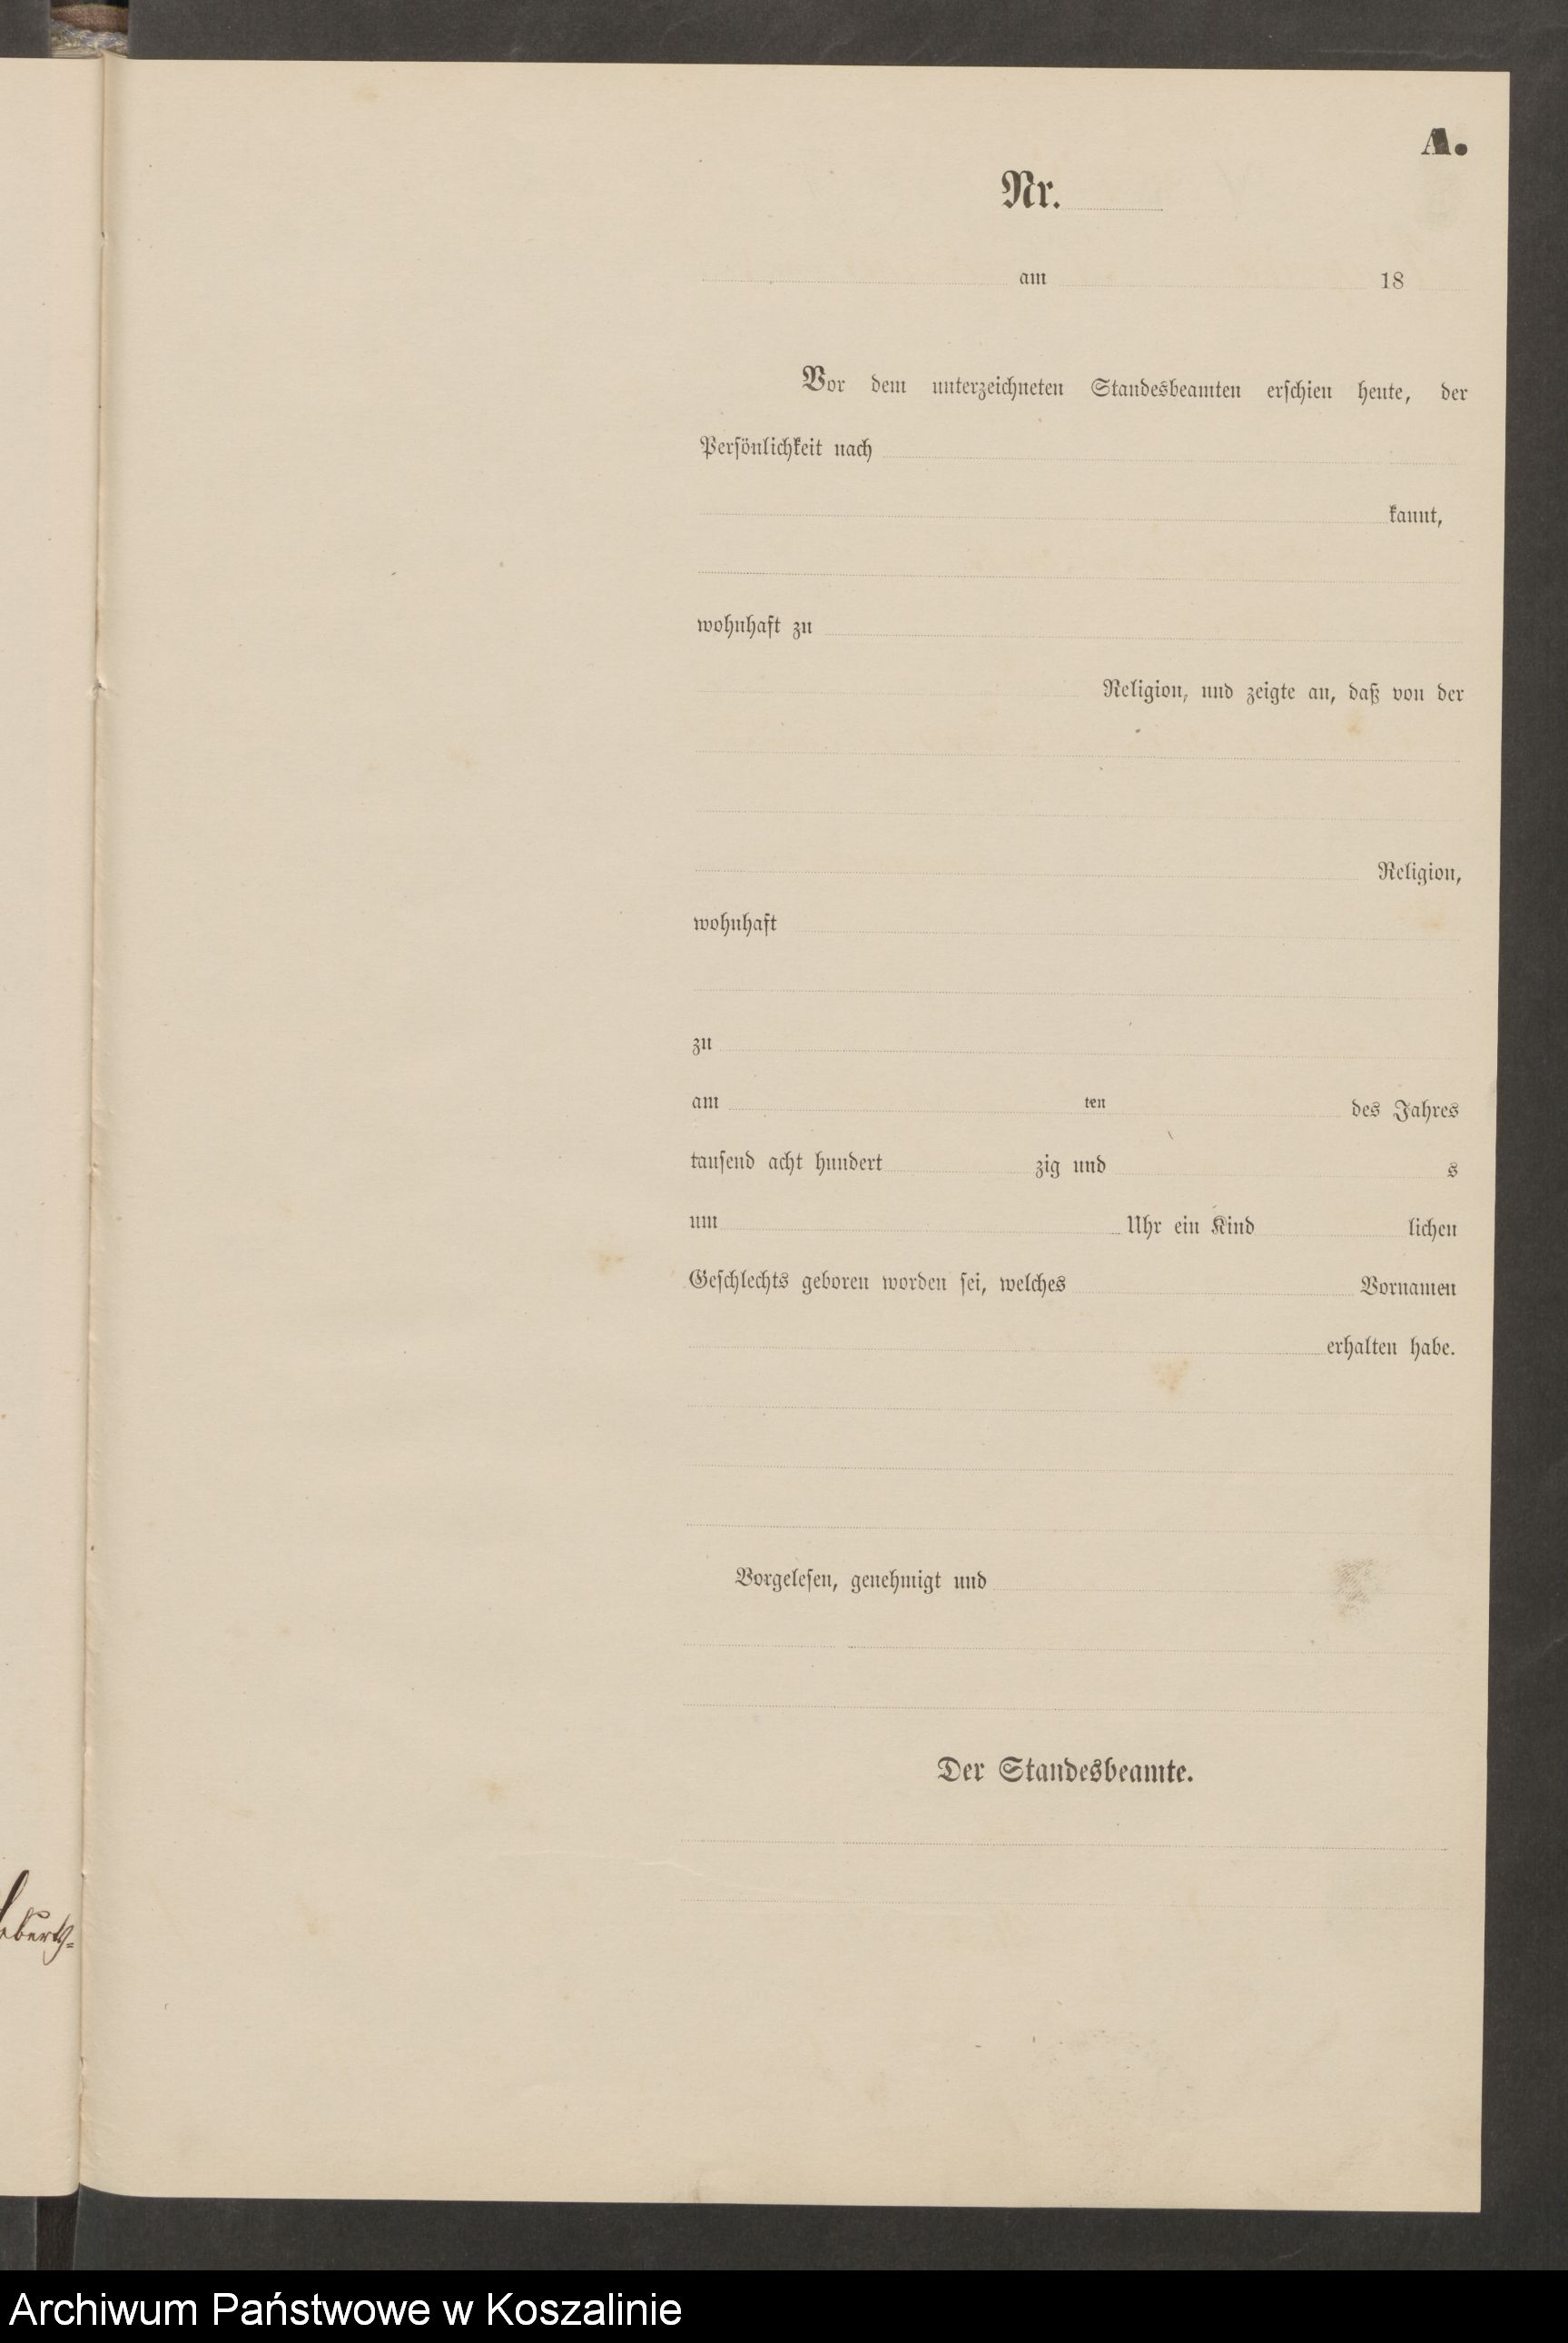 A.
Nr.
am 18
Vor dem unterzeichneten Standesbeamten erschien heute, der
Persönlichkeit nach
kannt,
wohnhaft zu
Religion, und zeigte an, daß von der
Religion,
wohnhaft
zu
am ten des Jahres
tausend acht hundert zig und s
um Uhr ein Kind lichen
Geschlechts geboren worden sei, welches Vornamen
erhalten habe.
Vorgelesen, genehmigt und
Der Standesbeamte.
Archiwum Państwowe w Koszalinie